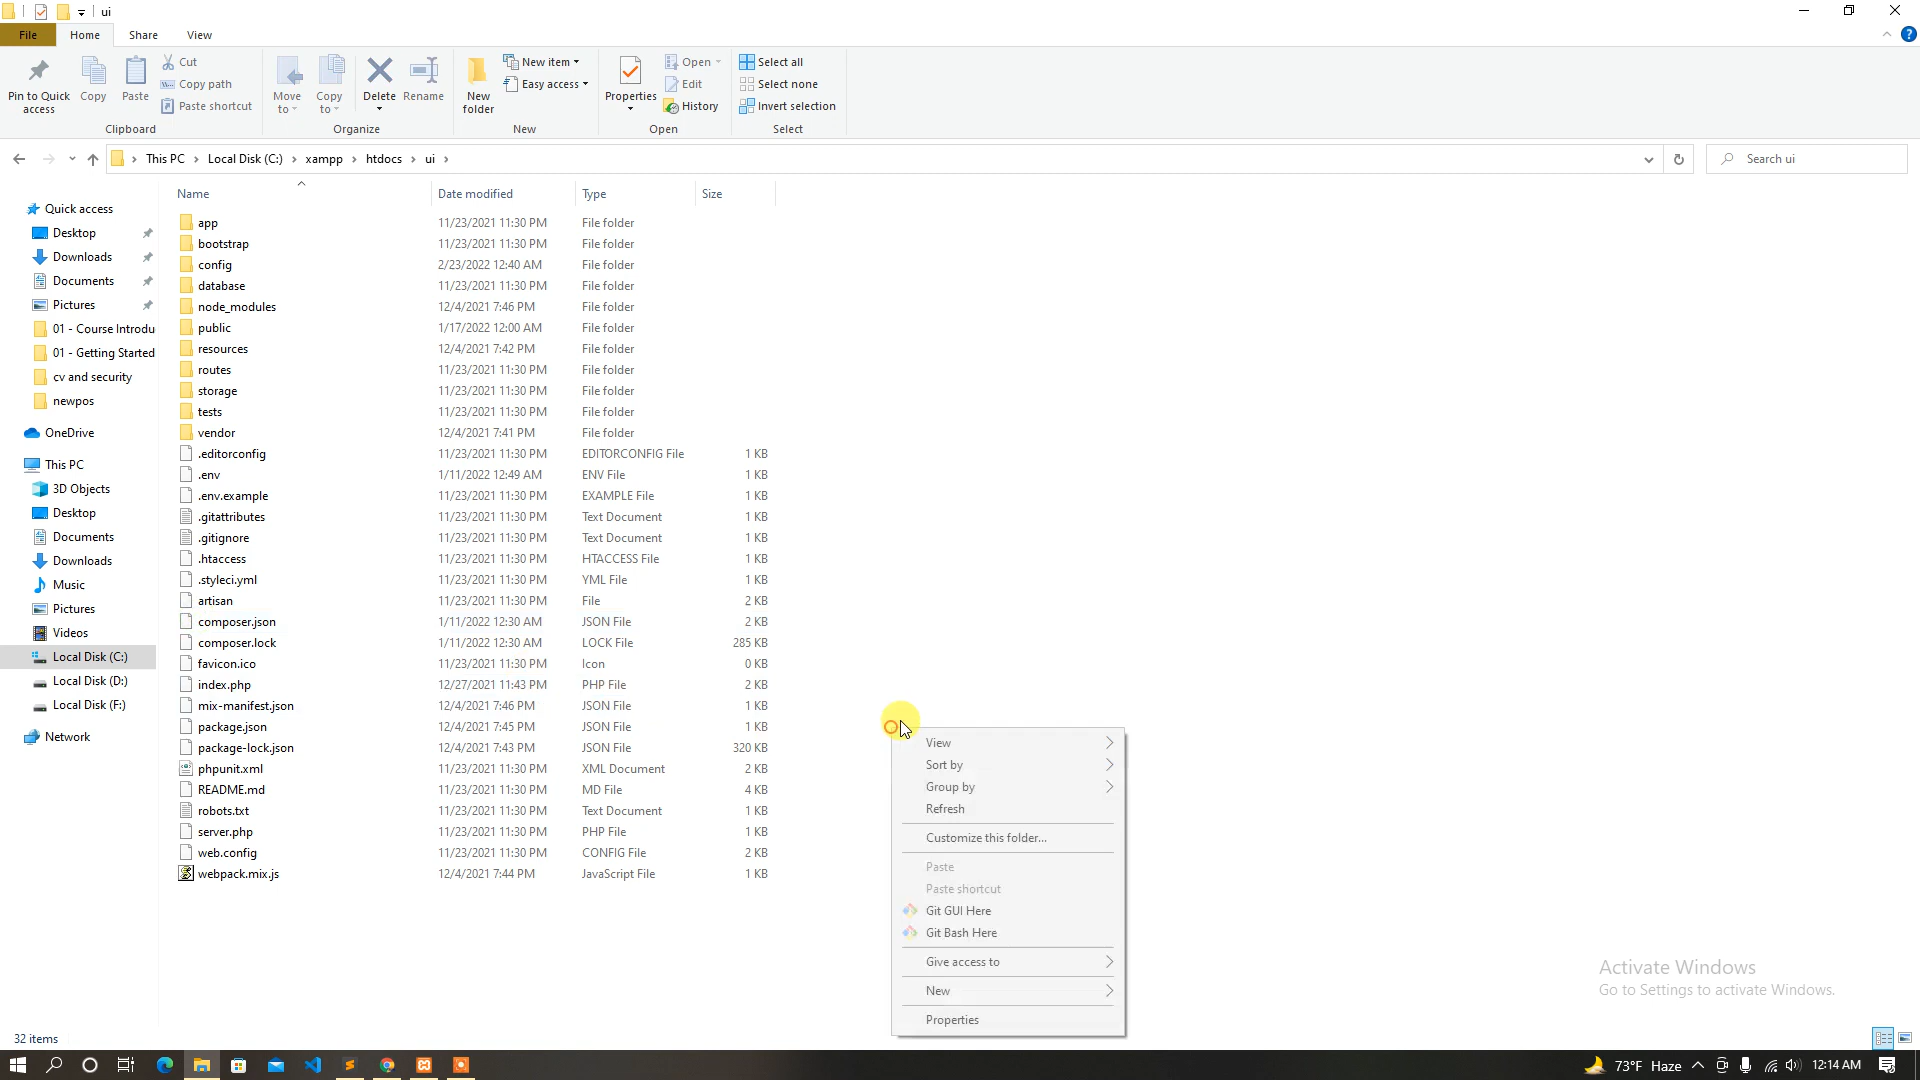 ui
File Home Share View
Pin to Quick access
Copy
Paste
Cut
Copy path
Paste shortcut
Clipboard
Move to
Copy to
Delete
Rename
Organize
New folder
New item
Easy access
New
Properties
Open
Edit
History
Open
Select all
Select none
Invert selection
Select
This PC Local Disk (C:) xampp htdocs ui
Search ui
Name Date modified Type Size
Quick access
Desktop
Downloads
Documents
Pictures
01 - Course Introdu
01 - Getting Started
cv and security
newpos
OneDrive
This PC
3D Objects
Desktop
Documents
Downloads
Music
Pictures
Videos
Local Disk (C:)
Local Disk (D:)
Local Disk (F:)
Network
app 11/23/2021 11:30 PM File folder
bootstrap 11/23/2021 11:30 PM File folder
config 2/23/2022 12:40 AM File folder
database 11/23/2021 11:30 PM File folder
node_modules 12/4/2021 7:46 PM File folder
public 1/17/2022 12:00 AM File folder
resources 12/4/2021 7:42 PM File folder
routes 11/23/2021 11:30 PM File folder
storage 11/23/2021 11:30 PM File folder
tests 11/23/2021 11:30 PM File folder
vendor 12/4/2021 7:41 PM File folder
.editorconfig 11/23/2021 11:30 PM EDITORCONFIG File 1 KB
.env 1/11/2022 12:49 AM ENV File 1 KB
.env.example 11/23/2021 11:30 PM EXAMPLE File 1 KB
.gitattributes 11/23/2021 11:30 PM Text Document 1 KB
.gitignore 11/23/2021 11:30 PM Text Document 1 KB
.htaccess 11/23/2021 11:30 PM HTACCESS File 1 KB
.styleci.yml 11/23/2021 11:30 PM YML File 1 KB
artisan 11/23/2021 11:30 PM File 2 KB
composer.json 1/11/2022 12:30 AM JSON File 2 KB
composer.lock 1/11/2022 12:30 AM LOCK File 285 KB
favicon.ico 11/23/2021 11:30 PM Icon 0 KB
index.php 12/27/2021 11:43 PM PHP File 2 KB
mix-manifest.json 12/4/2021 7:46 PM JSON File 1 KB
package.json 12/4/2021 7:45 PM JSON File 1 KB
package-lock.json 12/4/2021 7:43 PM JSON File 320 KB
phpunit.xml 11/23/2021 11:30 PM XML Document 2 KB
README.md 11/23/2021 11:30 PM MD File 4 KB
robots.txt 11/23/2021 11:30 PM Text Document 1 KB
server.php 11/23/2021 11:30 PM PHP File 1 KB
web.config 11/23/2021 11:30 PM CONFIG File 2 KB
webpack.mix.js 12/4/2021 7:44 PM JavaScript File 1 KB
View
Sort by
Group by
Refresh
Customize this folder...
Paste
Paste shortcut
Git GUI Here
Git Bash Here
Give access to
New
Properties
Activate Windows
Go to Settings to activate Windows.
32 items
73°F Haze 12:14 AM